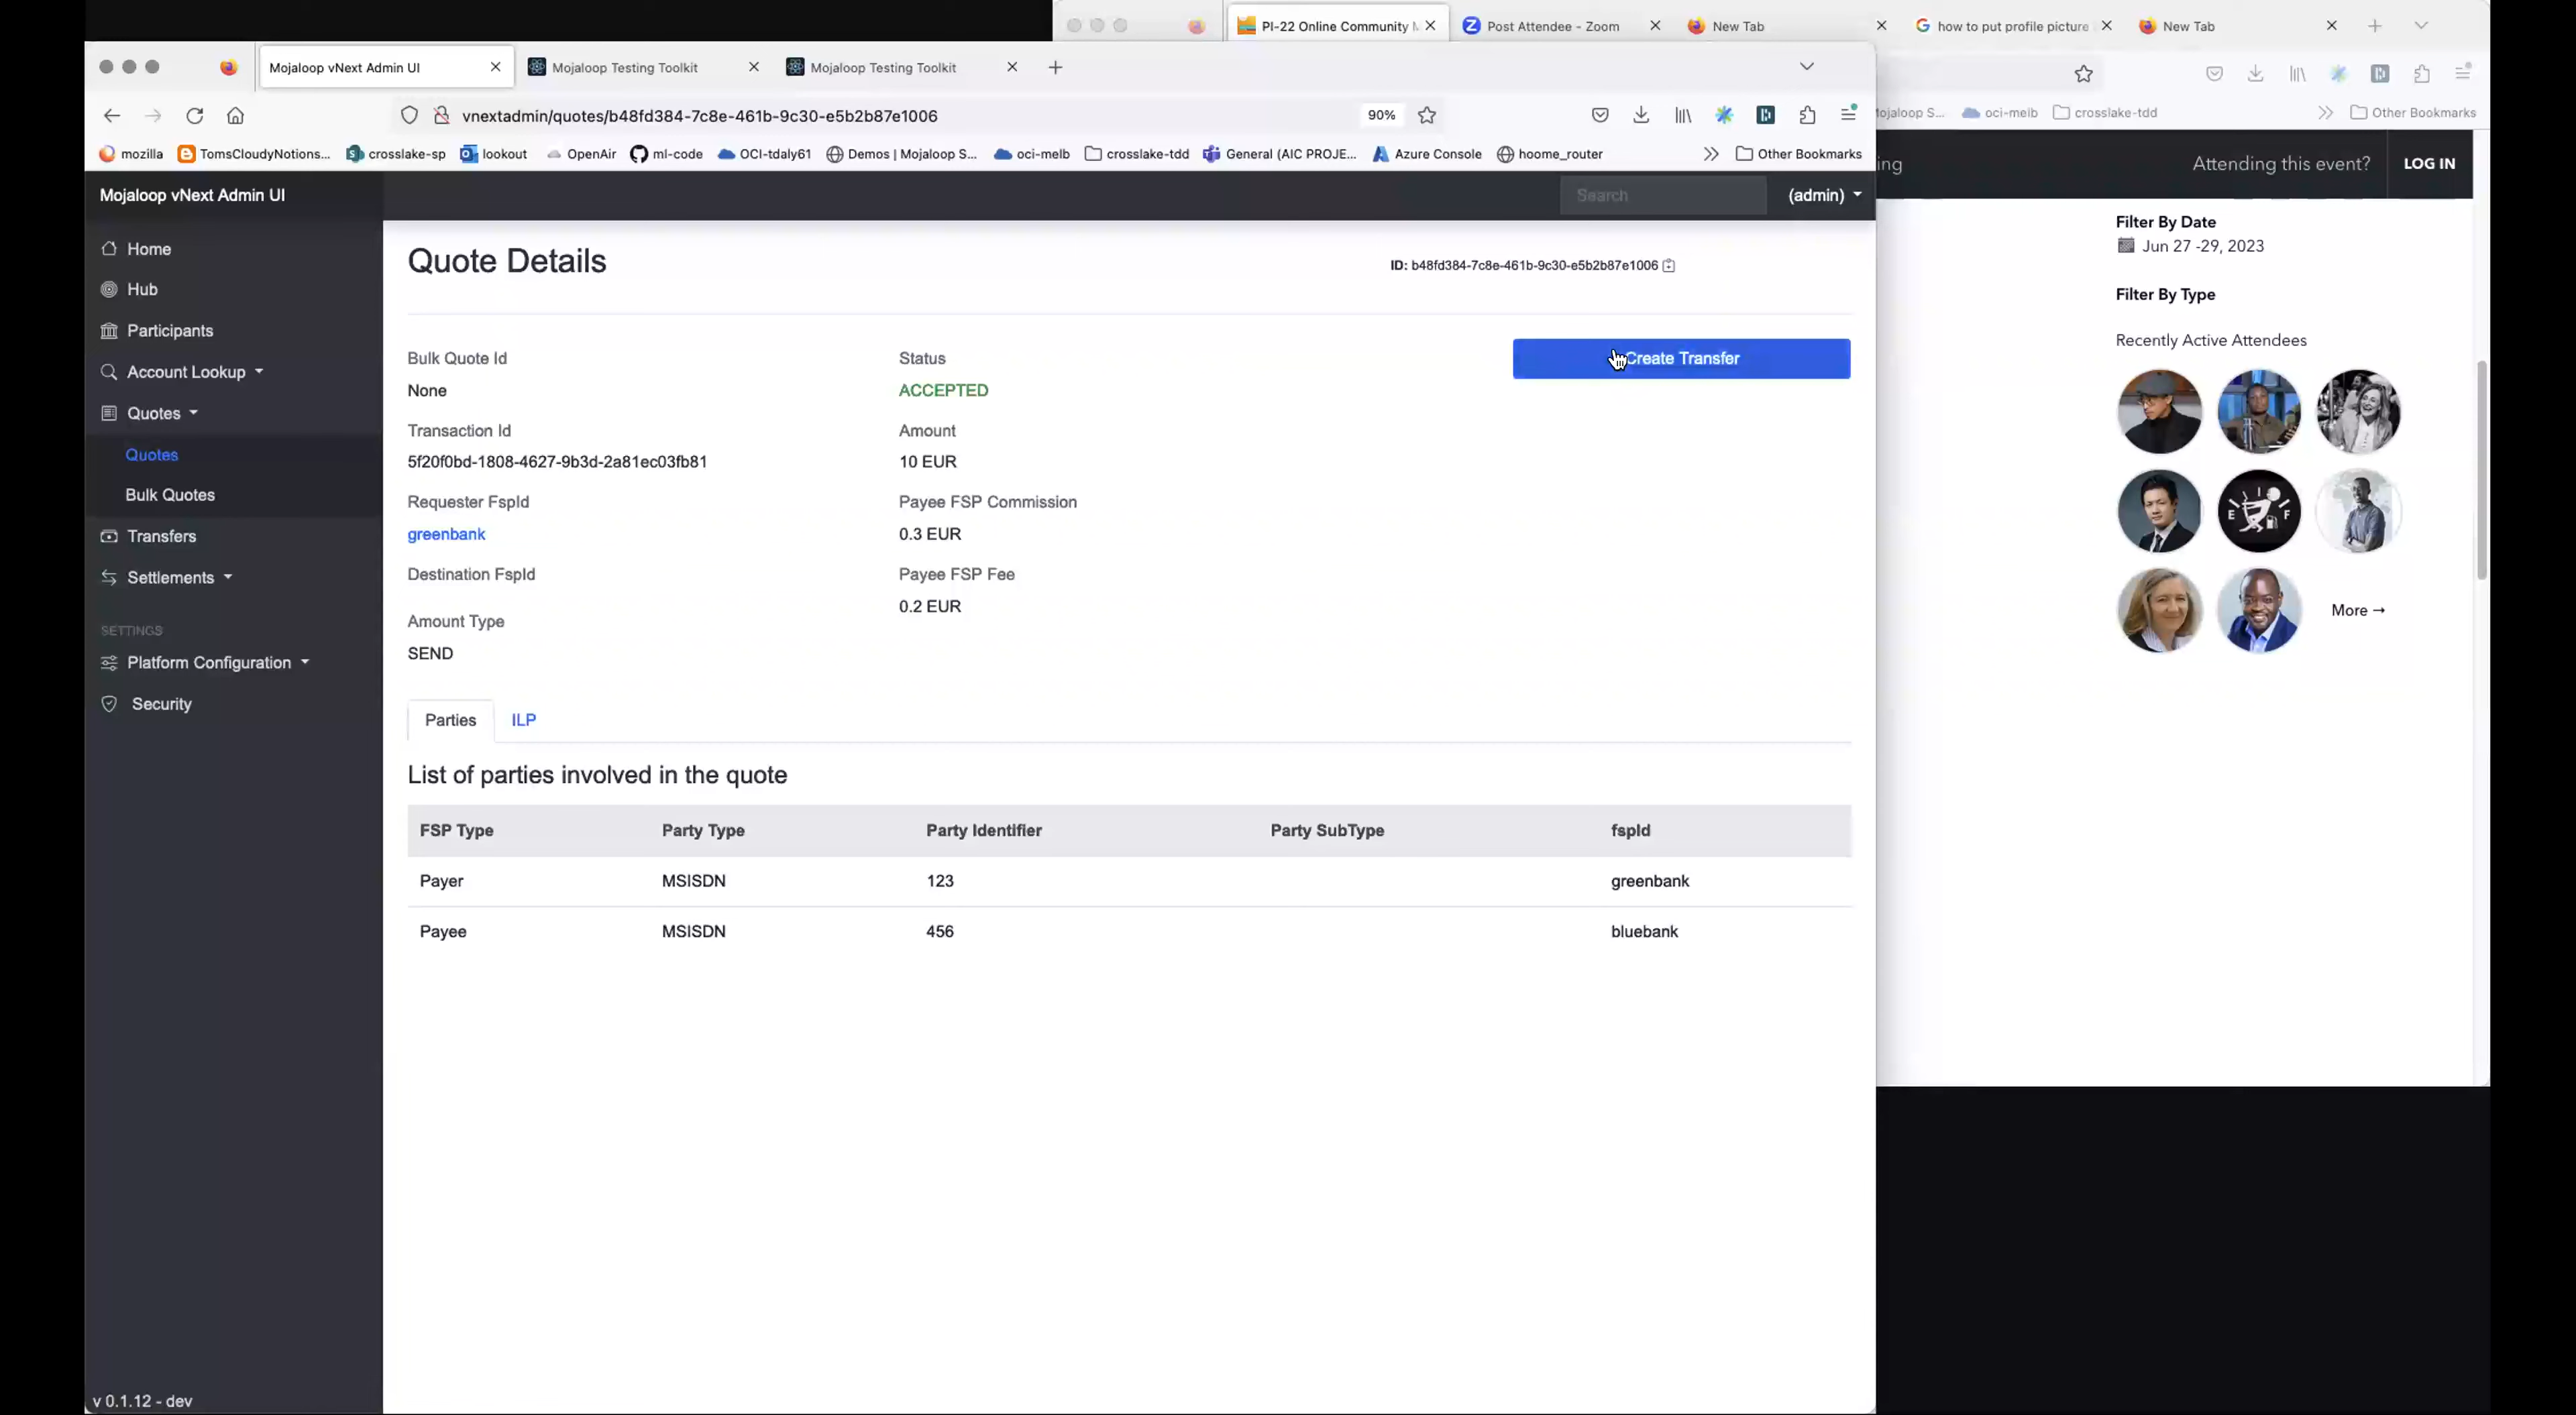 PI-22 Online Community
Post Attendee - Zoom
New Tab
how to put profile picture
New Tab
Mojaloop vNext Admin UI
Mojaloop Testing Toolkit
Mojaloop Testing Toolkit
vnextadmin/quotes/b48fd384-7c8e-461b-9c30-e5b2b87e1006
90%
mozilla
TomsCloudyNotions...
crosslake-sp
lookout
OpenAir
ml-code
OCI-tdaly61
Demos | Mojaloop S...
oci-melb
crosslake-tdd
General (AIC PROJE...
Azure Console
hoome_router
Other Bookmarks
ojaloop S...
oci-melb
crosslake-tdd
Other Bookmarks
Mojaloop vNext Admin UI
Search
(admin)
ing
Attending this event?
LOG IN
Home
Hub
Participants
Account Lookup
Quotes
Quotes
Bulk Quotes
Transfers
Settlements
SETTINGS
Platform Configuration
Security
v 0.1.12 - dev
Quote Details
ID: b48fd384-7c8e-461b-9c30-e5b2b87e1006
Bulk Quote Id
None
Transaction Id
5f20f0bd-1808-4627-9b3d-2a81ec03fb81
Requester FspId
greenbank
Destination FspId
Amount Type
SEND
Status
ACCEPTED
Amount
10 EUR
Payee FSP Commission
0.3 EUR
Payee FSP Fee
0.2 EUR
Create Transfer
Parties
ILP
List of parties involved in the quote
FSP Type Party Type Party Identifier Party SubType fspId
Payer MSISDN 123 greenbank
Payee MSISDN 456 bluebank
Filter By Date
Jun 27 -29, 2023
Filter By Type
Recently Active Attendees
E F
More →